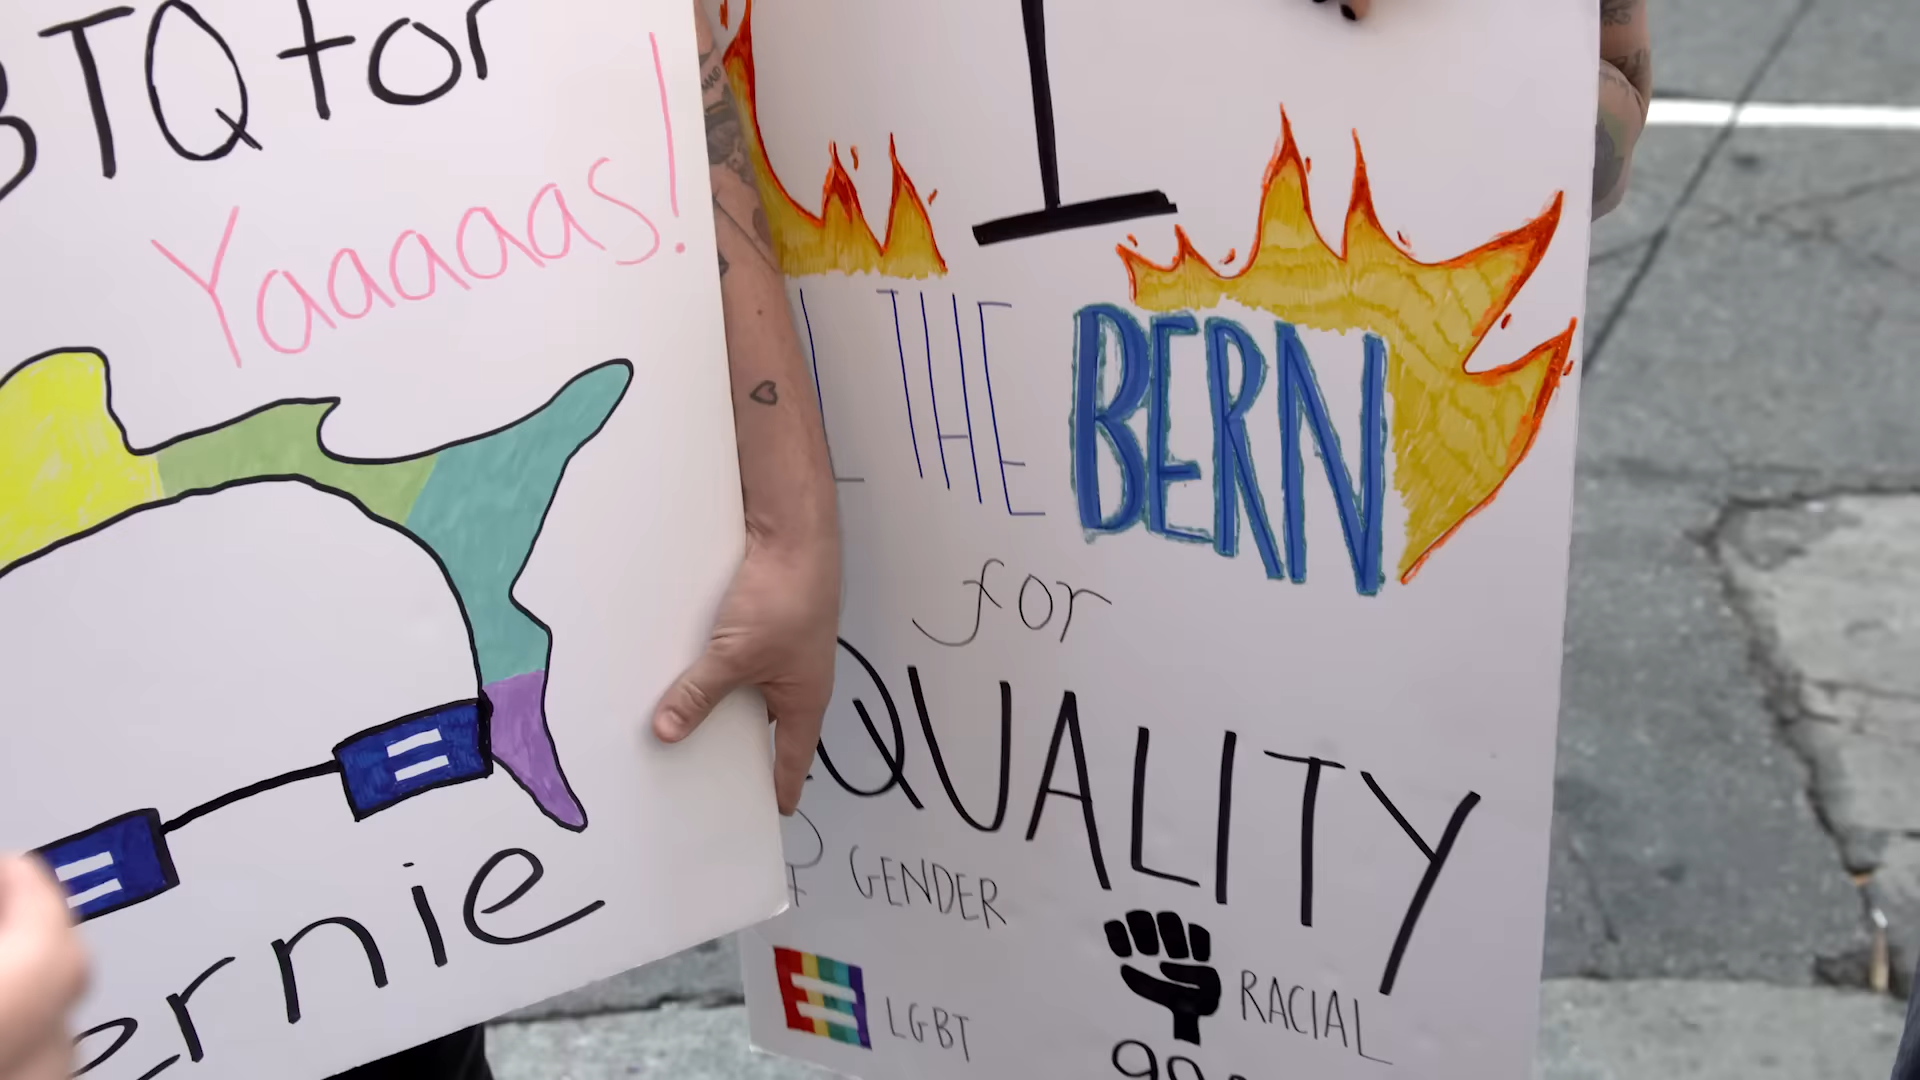 BTQ for
Yaaaaas!
ernie
I
L THE BERN
for
QUALITY
GENDER
LGBT
RACIAL